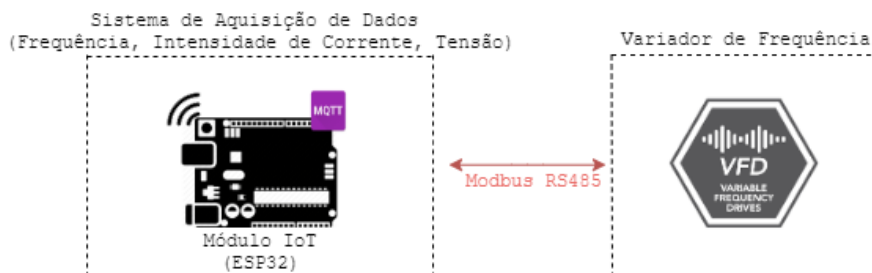 Sistema de Aquisição de Dados
(Frequência, Intensidade de Corrente, Tensão)
Variador de Frequência
MQTT
Modbus RS485
VFD
VARIABLE
FREQUENCY
DRIVES
Módulo IoT
(ESP32)